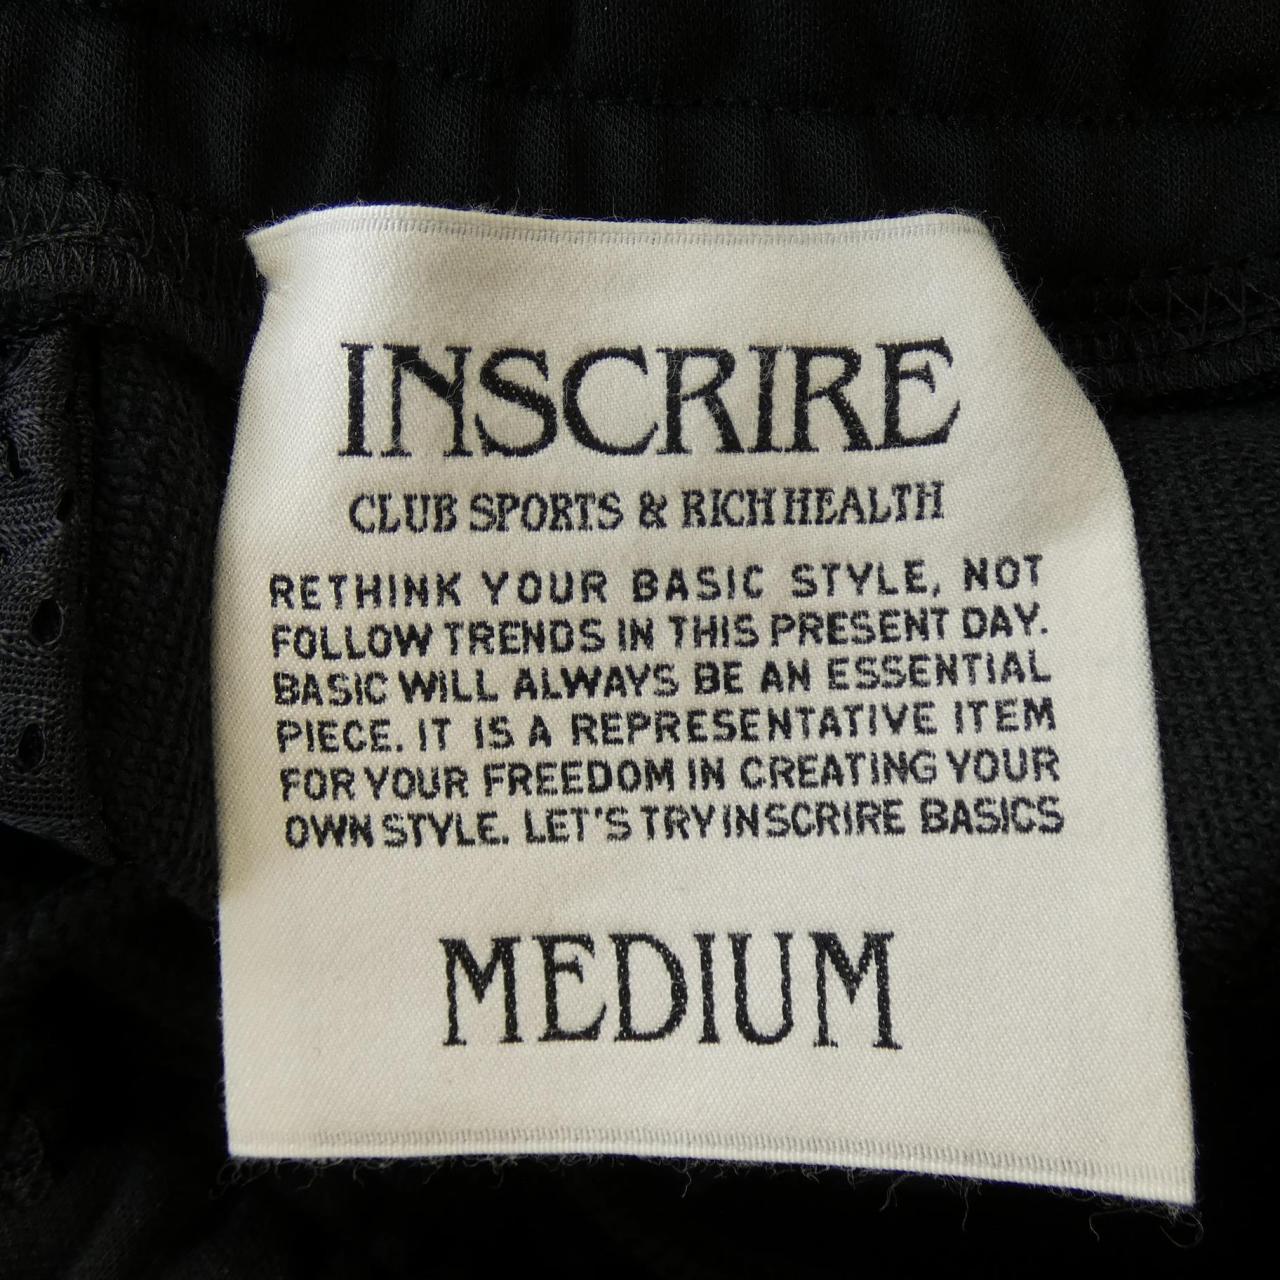 INSCRIRE
CLUB SPORTS & RICH HEALTH
RETHINK YOUR BASIC STYLE, NOT
FOLLOW TRENDS IN THIS PRESENT DAY.
BASIC WILL ALWAYS BE AN ESSENTIAL
PIECE. IT IS A REPRESENTATIVE ITEM
FOR YOUR FREEDOM IN CREATING YOUR
OWN STYLE. LET'S TRY INSCRIRE BASICS
MEDIUM